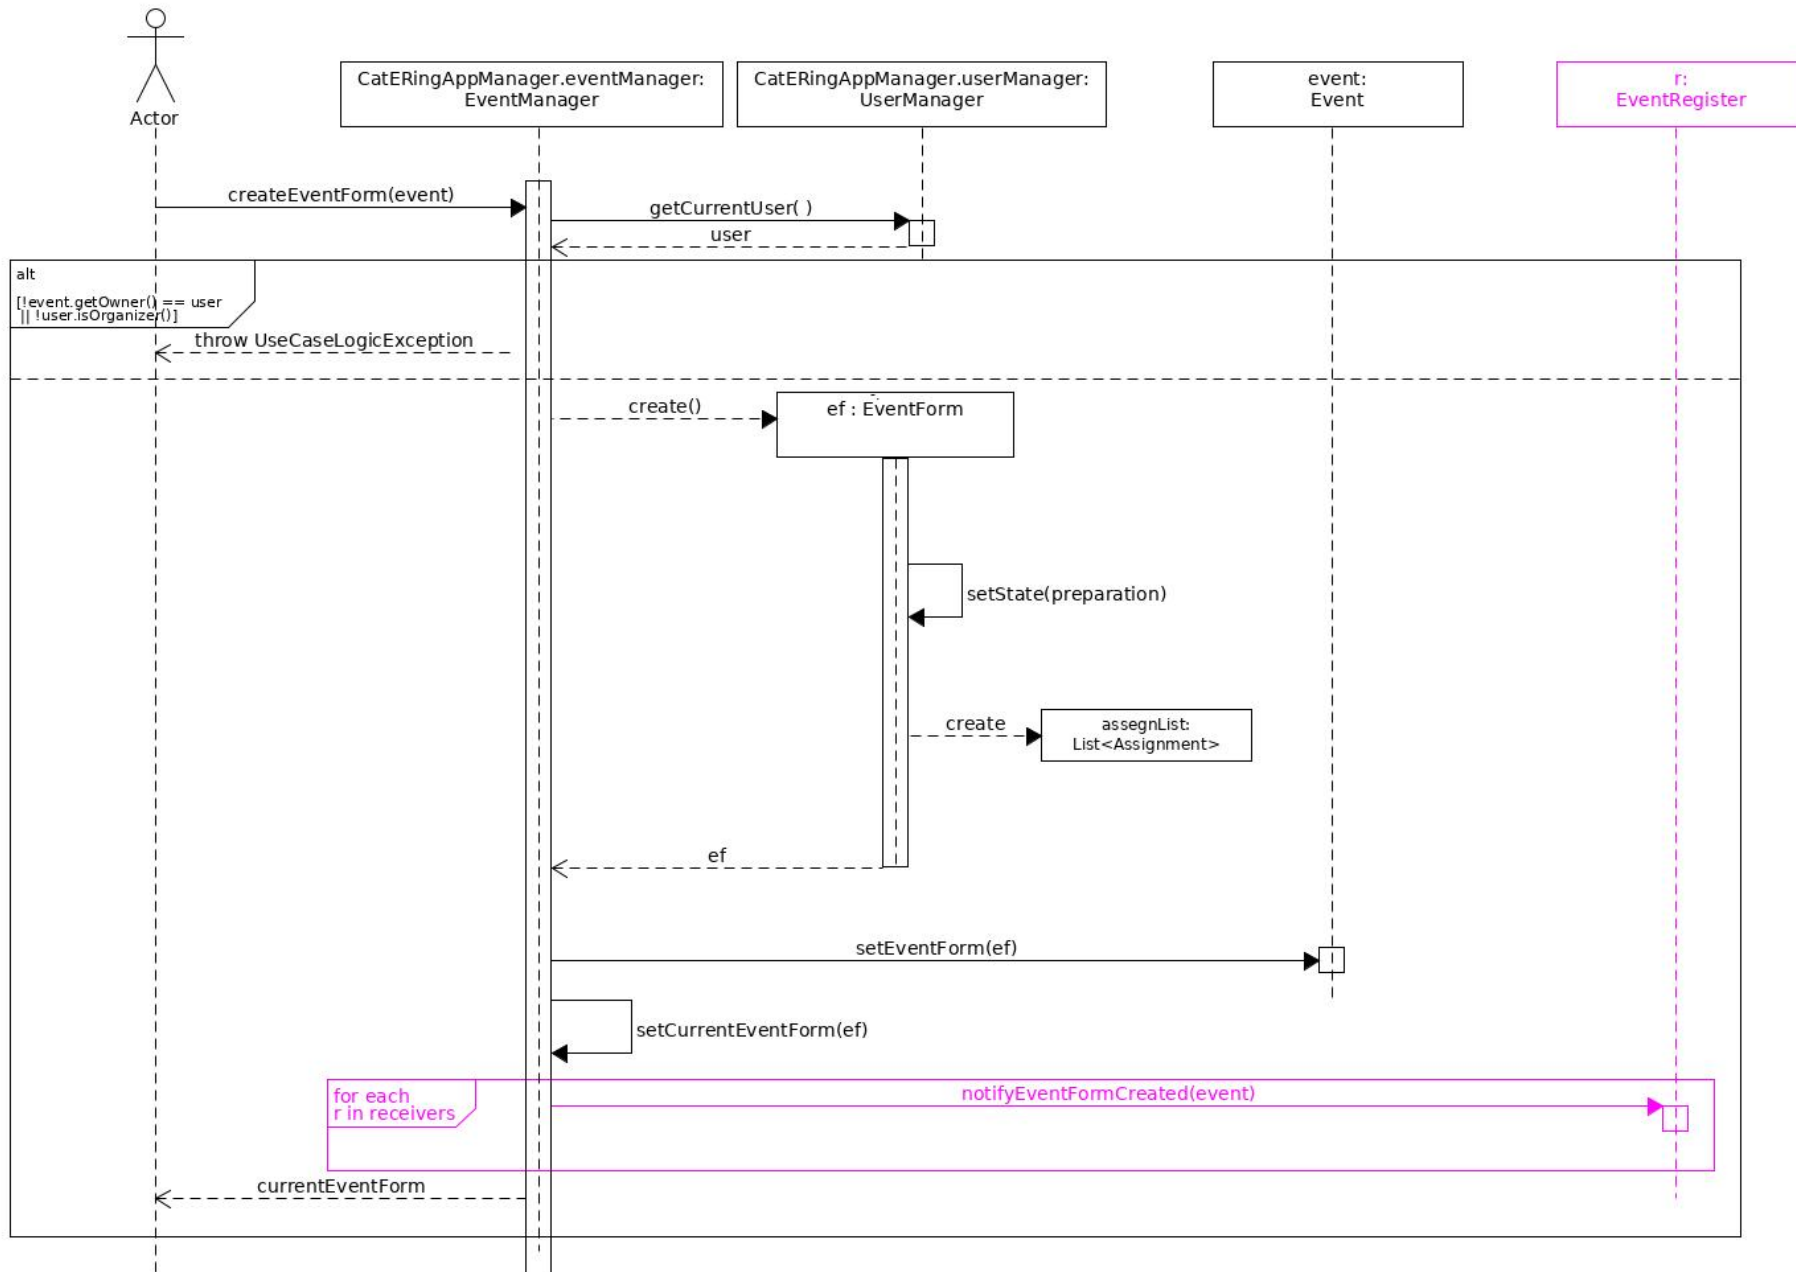 Actor
CatERingAppManager.eventManager:
EventManager
CatERingAppManager.userManager:
UserManager
event:
Event
r:
EventRegister
createEventForm(event)
getCurrentUser( )
user
alt
[!event.getOwner() == user
|| !user.isOrganizer()]
throw UseCaseLogicException
create()
ef : EventForm
setState(preparation)
create
assegnList:
List<Assignment>
ef
setEventForm(ef)
setCurrentEventForm(ef)
for each
r in receivers
notifyEventFormCreated(event)
currentEventForm